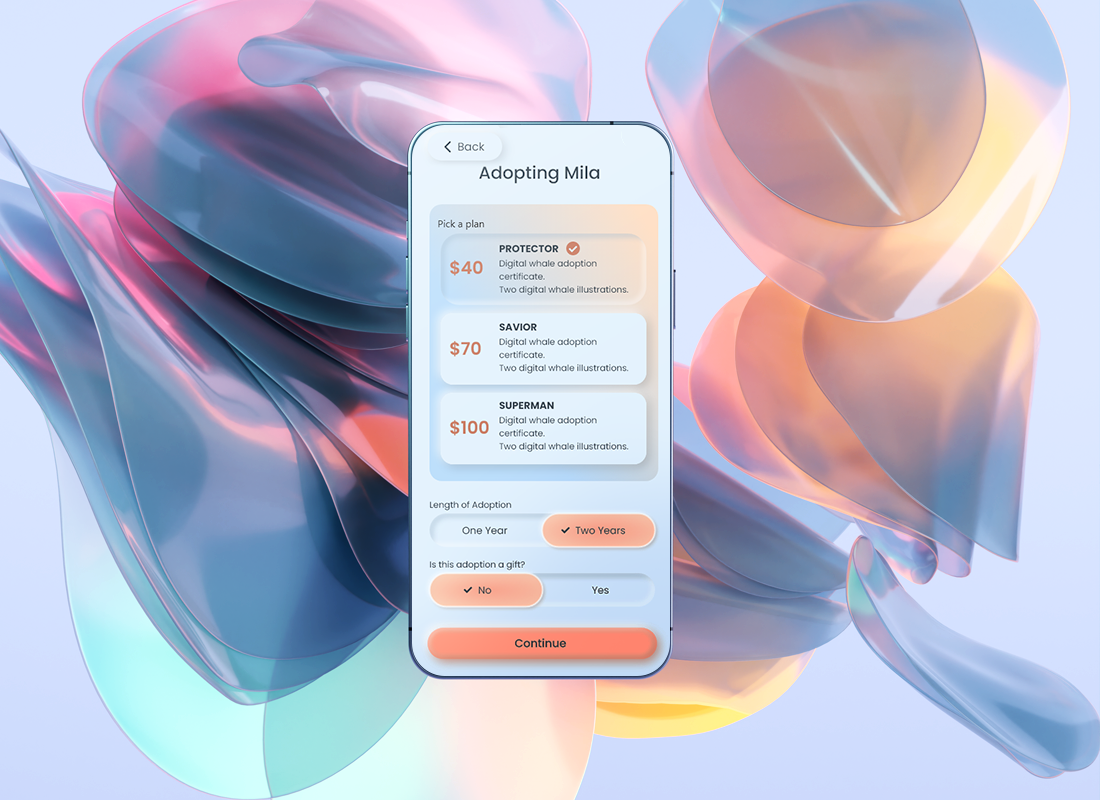 Back
Adopting Mila
Pick a plan
PROTECTOR
$40
Digital whale adoption
certificate.
Two digital whale illustrations.
SAVIOR
$70
Digital whale adoption
certificate.
Two digital whale illustrations.
SUPERMAN
$100
Digital whale adoption
certificate.
Two digital whale illustrations.
Length of Adoption
One Year
Two Years
Is this adoption a gift?
No
Yes
Continue